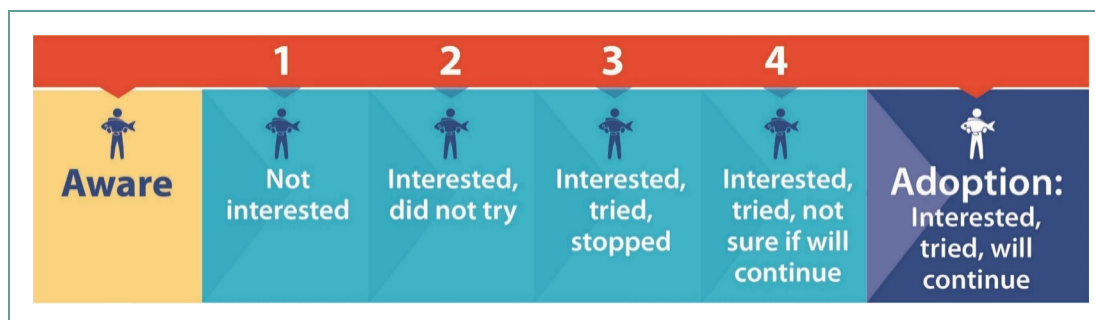 1
2
3
4
Aware
Not
interested
Interested,
did not try
Interested,
tried,
stopped
Interested,
tried, not
sure if will
continue
Adoption:
Interested,
tried, will
continue